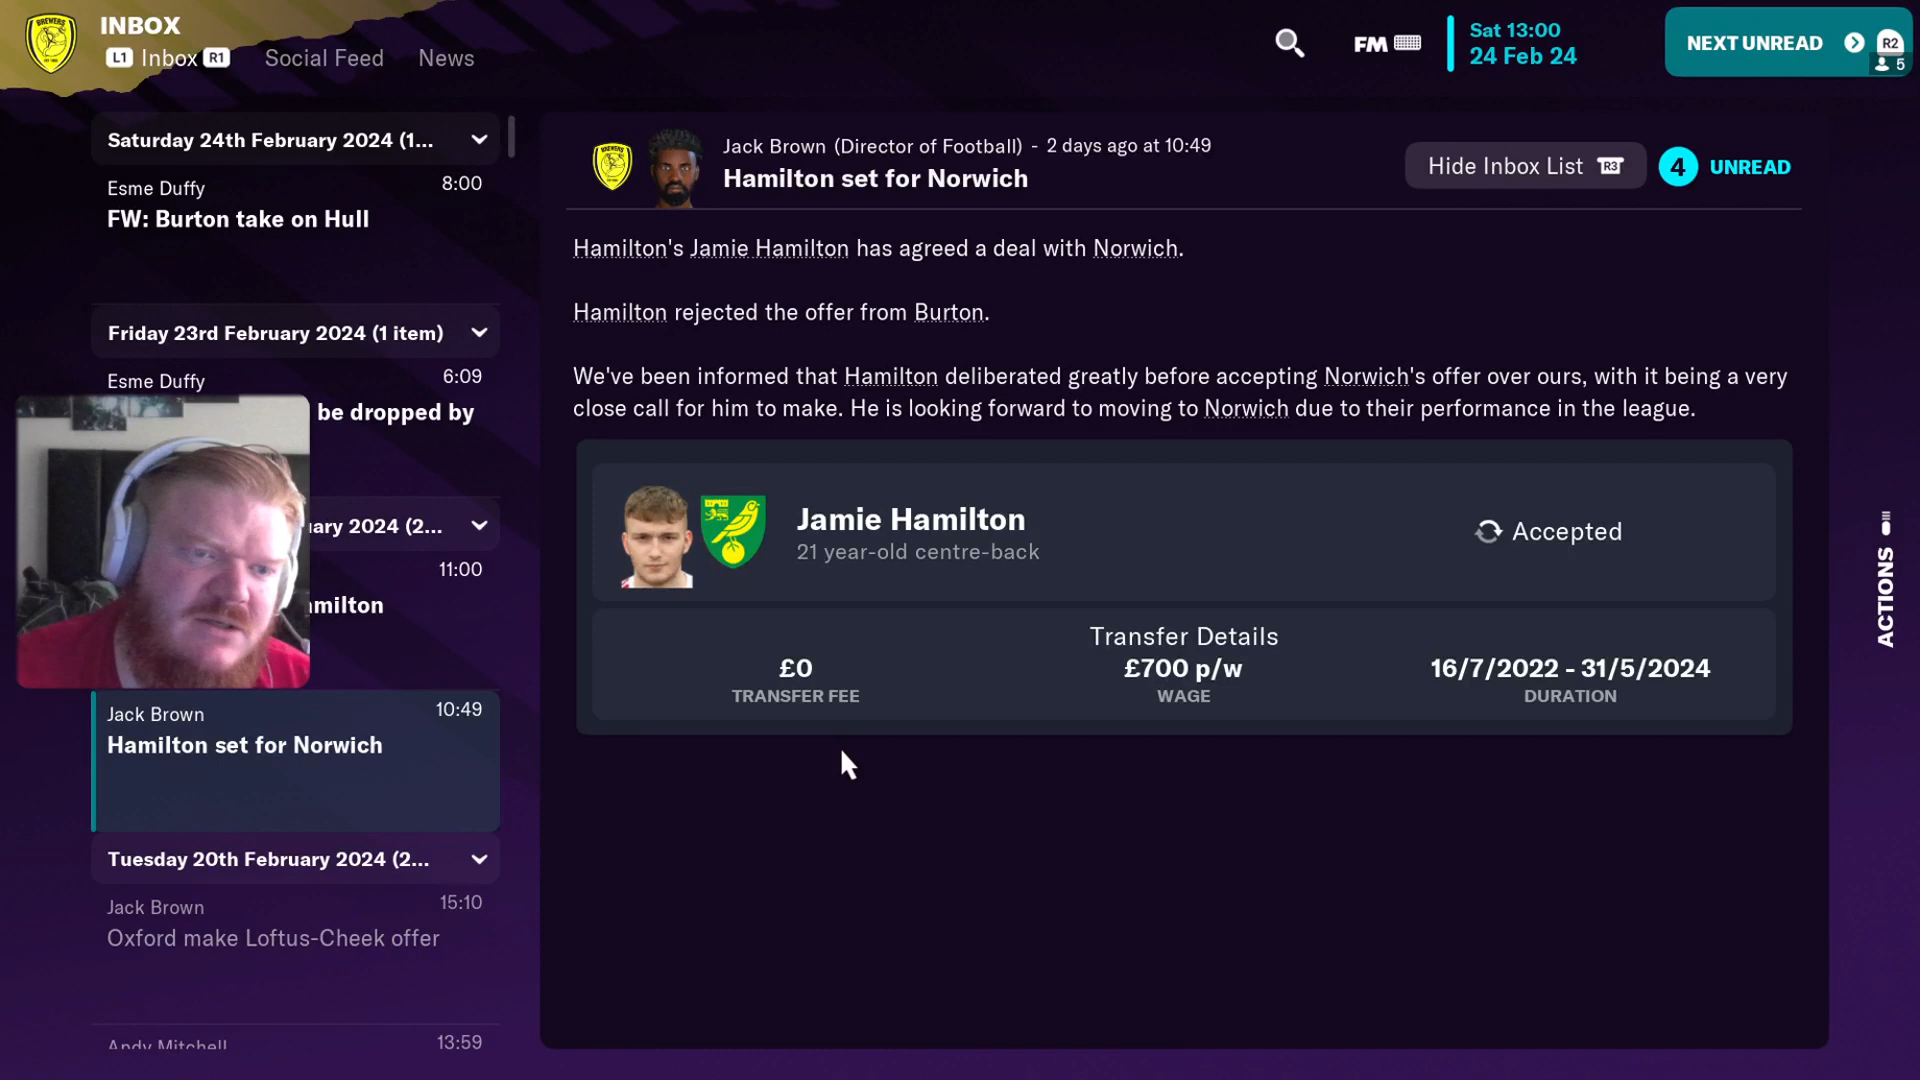 INBOX
L1 Inbox R1 Social Feed News
FM
Sat 13:00
24 Feb 24
NEXT UNREAD R2
5
Saturday 24th February 2024 (1...
Esme Duffy 8:00
FW: Burton take on Hull
Friday 23rd February 2024 (1 item)
Esme Duffy 6:09
be dropped by
ary 2024 (2...
11:00
amilton
Jack Brown 10:49
Hamilton set for Norwich
Tuesday 20th February 2024 (2...
Jack Brown 15:10
Oxford make Loftus-Cheek offer
Andy Mitchell 13:59
BREWERS
Jack Brown (Director of Football) - 2 days ago at 10:49
Hamilton set for Norwich
Hide Inbox List R3
4 UNREAD
Hamilton's Jamie Hamilton has agreed a deal with Norwich.
Hamilton rejected the offer from Burton.
We've been informed that Hamilton deliberated greatly before accepting Norwich's offer over ours, with it being a very
close call for him to make. He is looking forward to moving to Norwich due to their performance in the league.
Jamie Hamilton
21 year-old centre-back
Accepted
Transfer Details
£0 £700 p/w 16/7/2022 - 31/5/2024
TRANSFER FEE WAGE DURATION
ACTIONS